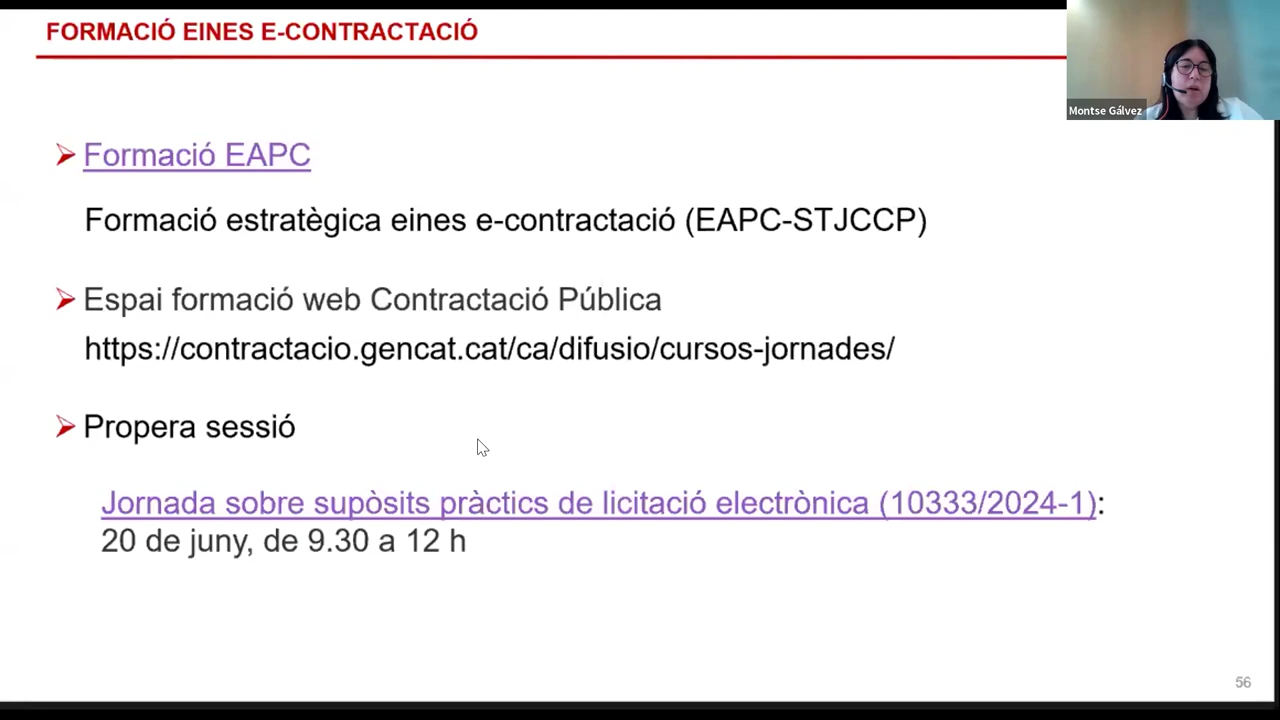 FORMACIÓ EINES E-CONTRACTACIÓ
Montse Gálvez
Formació EAPC
Formació estratègica eines e-contractació (EAPC-STJCCP)
Espai formació web Contractació Pública
https://contractacio.gencat.cat/ca/difusio/cursos-jornades/
Propera sessió
Jornada sobre supòsits pràctics de licitació electrònica (10333/2024-1):
20 de juny, de 9.30 a 12 h
56